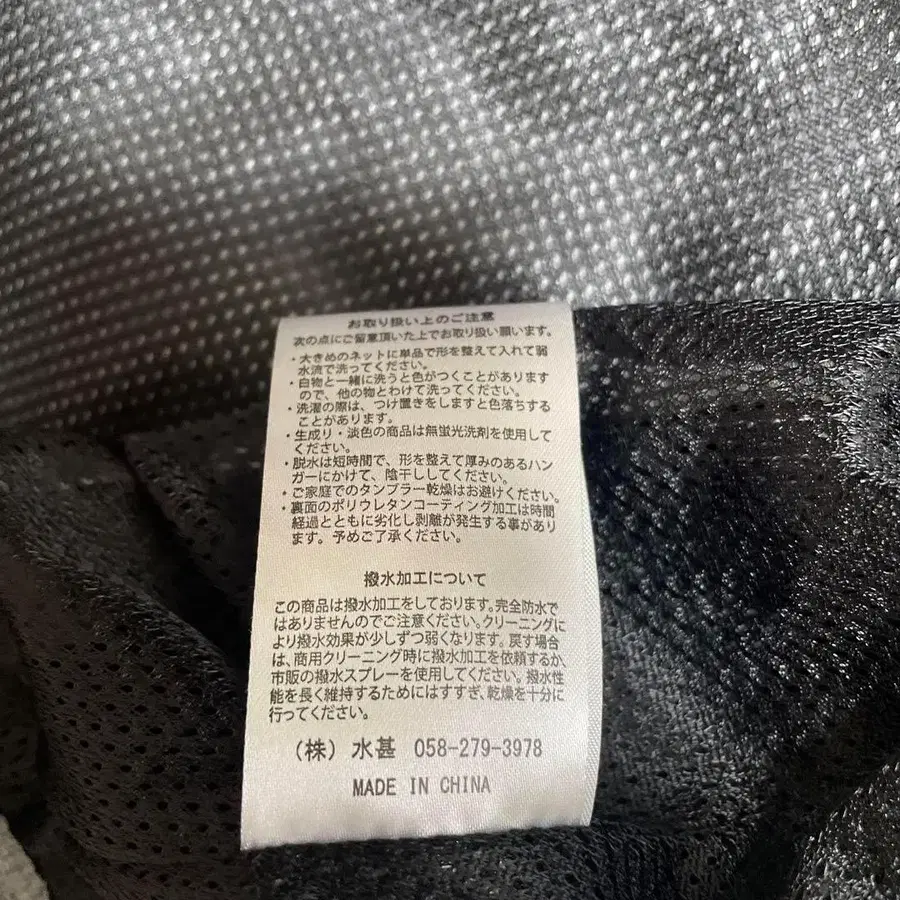 お取り扱い上のご注意
次の点にご留意頂いた上でお取り扱い願います。
・大きめのネットに単品で形を整えて入れて弱
水流で洗ってください。
・白物と一緒に洗うと色がつくことがあります
ので、他の物とわけて洗ってください。
・洗濯の際は、つけ置きをしますと色落ちする
ことがあります。
・生成り・淡色の商品は無蛍光洗剤を使用して
ください。
・脱水は短時間で、形を整えて厚みのあるハン
ガーにかけて、陰干ししてください。
・ご家庭でのタンブラー乾燥はお避けください。
・裏面のポリウレタンコーティング加工は時間
経過とともに劣化し剥離が発生する事があり
ます。予めご了承ください。
撥水加工について
この商品は撥水加工をしております。完全防水で
はありませんのでご注意ください。クリーニングに
より撥水効果が少しずつ弱くなります。戻す場合
は、商用クリーニング時に撥水加工を依頼するか、
市販の撥水スプレーを使用してください。撥水性
能を長く維持するためにはすすぎ、乾燥を十分に
行ってください。
（株）水甚 058-279-3978
MADE IN CHINA